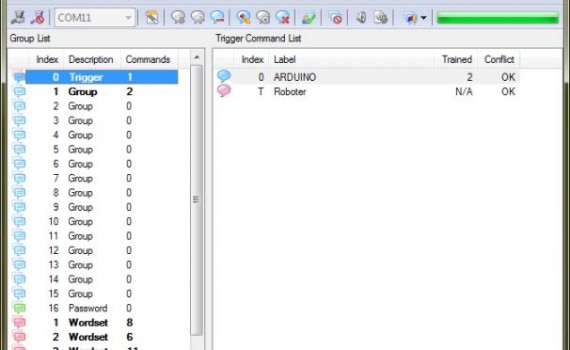 COM11
Group List
Index Description Commands
0 Trigger 1
1 Group 2
2 Group 0
3 Group 0
4 Group 0
5 Group 0
6 Group 0
7 Group 0
8 Group 0
9 Group 0
10 Group 0
11 Group 0
12 Group 0
13 Group 0
14 Group 0
15 Group 0
16 Password 0
1 Wordset 8
2 Wordset 6
3 Wordset 11
Trigger Command List
Index Label Trained Conflict
0 ARDUINO 2 OK
T Roboter N/A OK